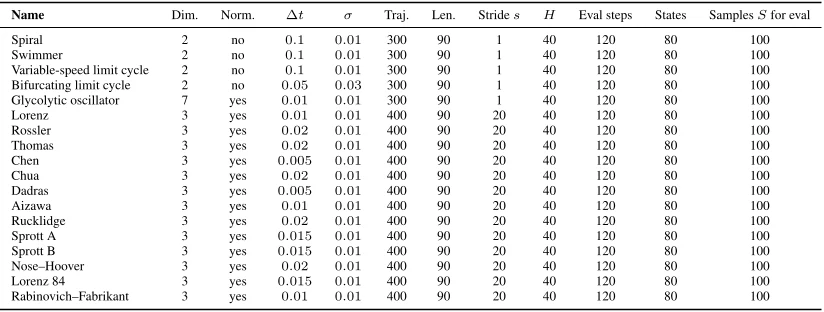 Name Dim. Norm. Δt σ Traj. Len. Stride s H Eval steps States Samples S for eval
Spiral 2 no 0.1 0.01 300 90 1 40 120 80 100
Swimmer 2 no 0.1 0.01 300 90 1 40 120 80 100
Variable-speed limit cycle 2 no 0.1 0.01 300 90 1 40 120 80 100
Bifurcating limit cycle 2 no 0.05 0.03 300 90 1 40 120 80 100
Glycolytic oscillator 7 yes 0.01 0.01 300 90 1 40 120 80 100
Lorenz 3 yes 0.01 0.01 400 90 20 40 120 80 100
Rossler 3 yes 0.02 0.01 400 90 20 40 120 80 100
Thomas 3 yes 0.02 0.01 400 90 20 40 120 80 100
Chen 3 yes 0.005 0.01 400 90 20 40 120 80 100
Chua 3 yes 0.02 0.01 400 90 20 40 120 80 100
Dadras 3 yes 0.005 0.01 400 90 20 40 120 80 100
Aizawa 3 yes 0.01 0.01 400 90 20 40 120 80 100
Rucklidge 3 yes 0.02 0.01 400 90 20 40 120 80 100
Sprott A 3 yes 0.015 0.01 400 90 20 40 120 80 100
Sprott B 3 yes 0.015 0.01 400 90 20 40 120 80 100
Nose–Hoover 3 yes 0.02 0.01 400 90 20 40 120 80 100
Lorenz 84 3 yes 0.015 0.01 400 90 20 40 120 80 100
Rabinovich–Fabrikant 3 yes 0.01 0.01 400 90 20 40 120 80 100